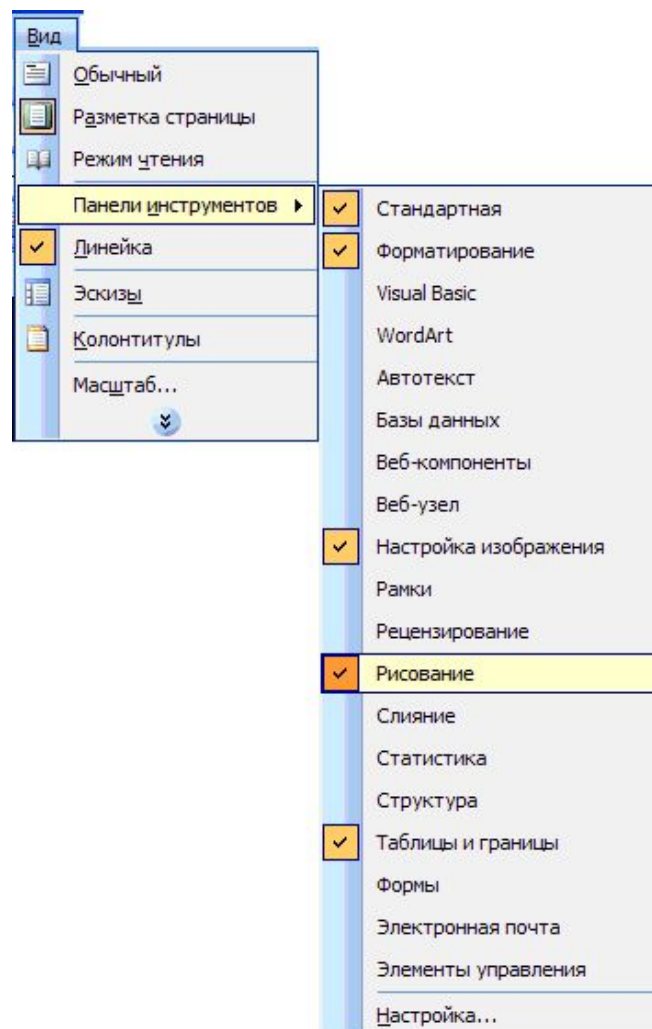 Вид
Обычный
Разметка страницы
Режим чтения
Панели инструментов
Линейка
Эскизы
Колонтитулы
Масштаб...
Стандартная
Форматирование
Visual Basic
WordArt
Автотекст
Базы данных
Веб-компоненты
Веб-узел
Настройка изображения
Рамки
Рецензирование
Рисование
Слияние
Статистика
Структура
Таблицы и границы
Формы
Электронная почта
Элементы управления
Настройка...